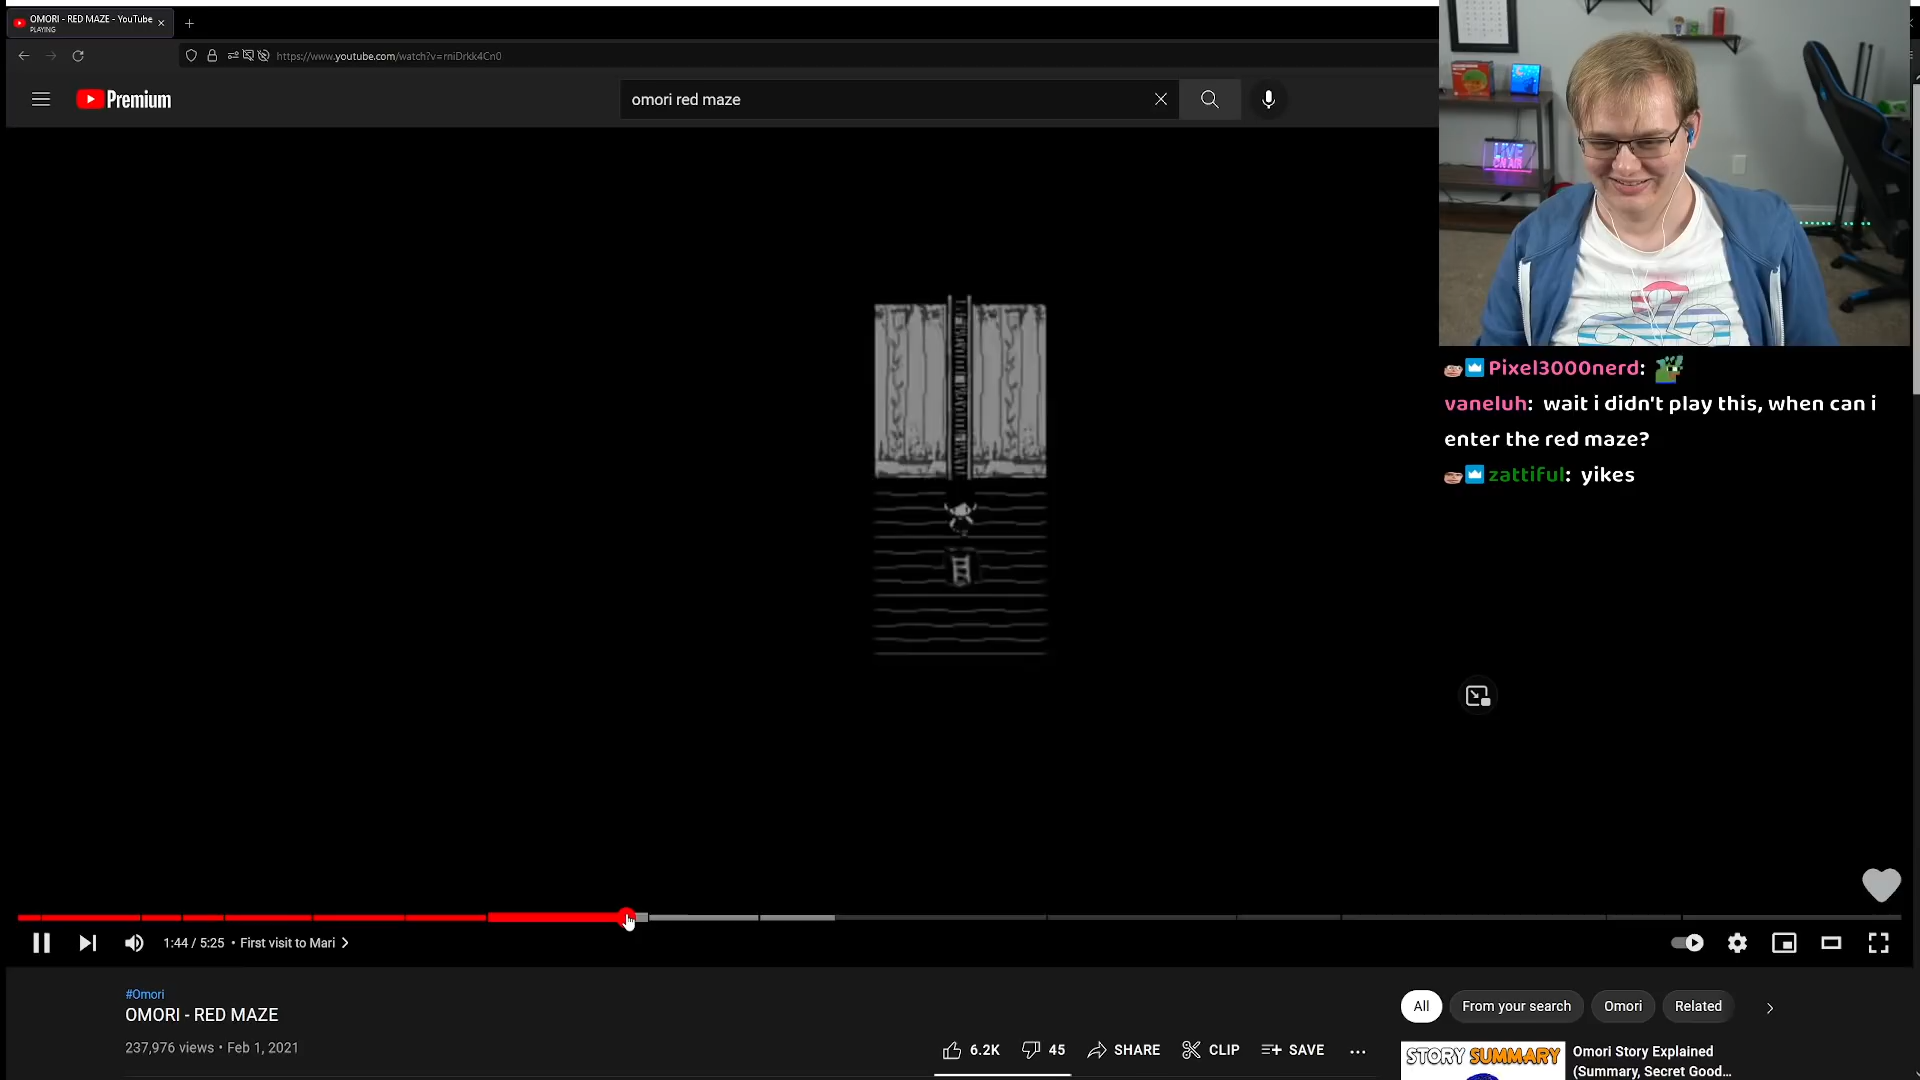 OMORI - RED MAZE - YouTube
PLAYING
https://www.youtube.com/watch?v=rniDrkk4Cn0
Premium
omori red maze
LIVE
ON AIR
Pixel3000nerd:
vaneluh: wait i didn't play this, when can i
enter the red maze?
zattiful: yikes
1:44 / 5:25 • First visit to Mari
#Omori
OMORI - RED MAZE
237,976 views • Feb 1, 2021
6.2K
45
SHARE
CLIP
SAVE
All
From your search
Omori
Related
STORY SUMMARY
Omori Story Explained
(Summary, Secret Good...